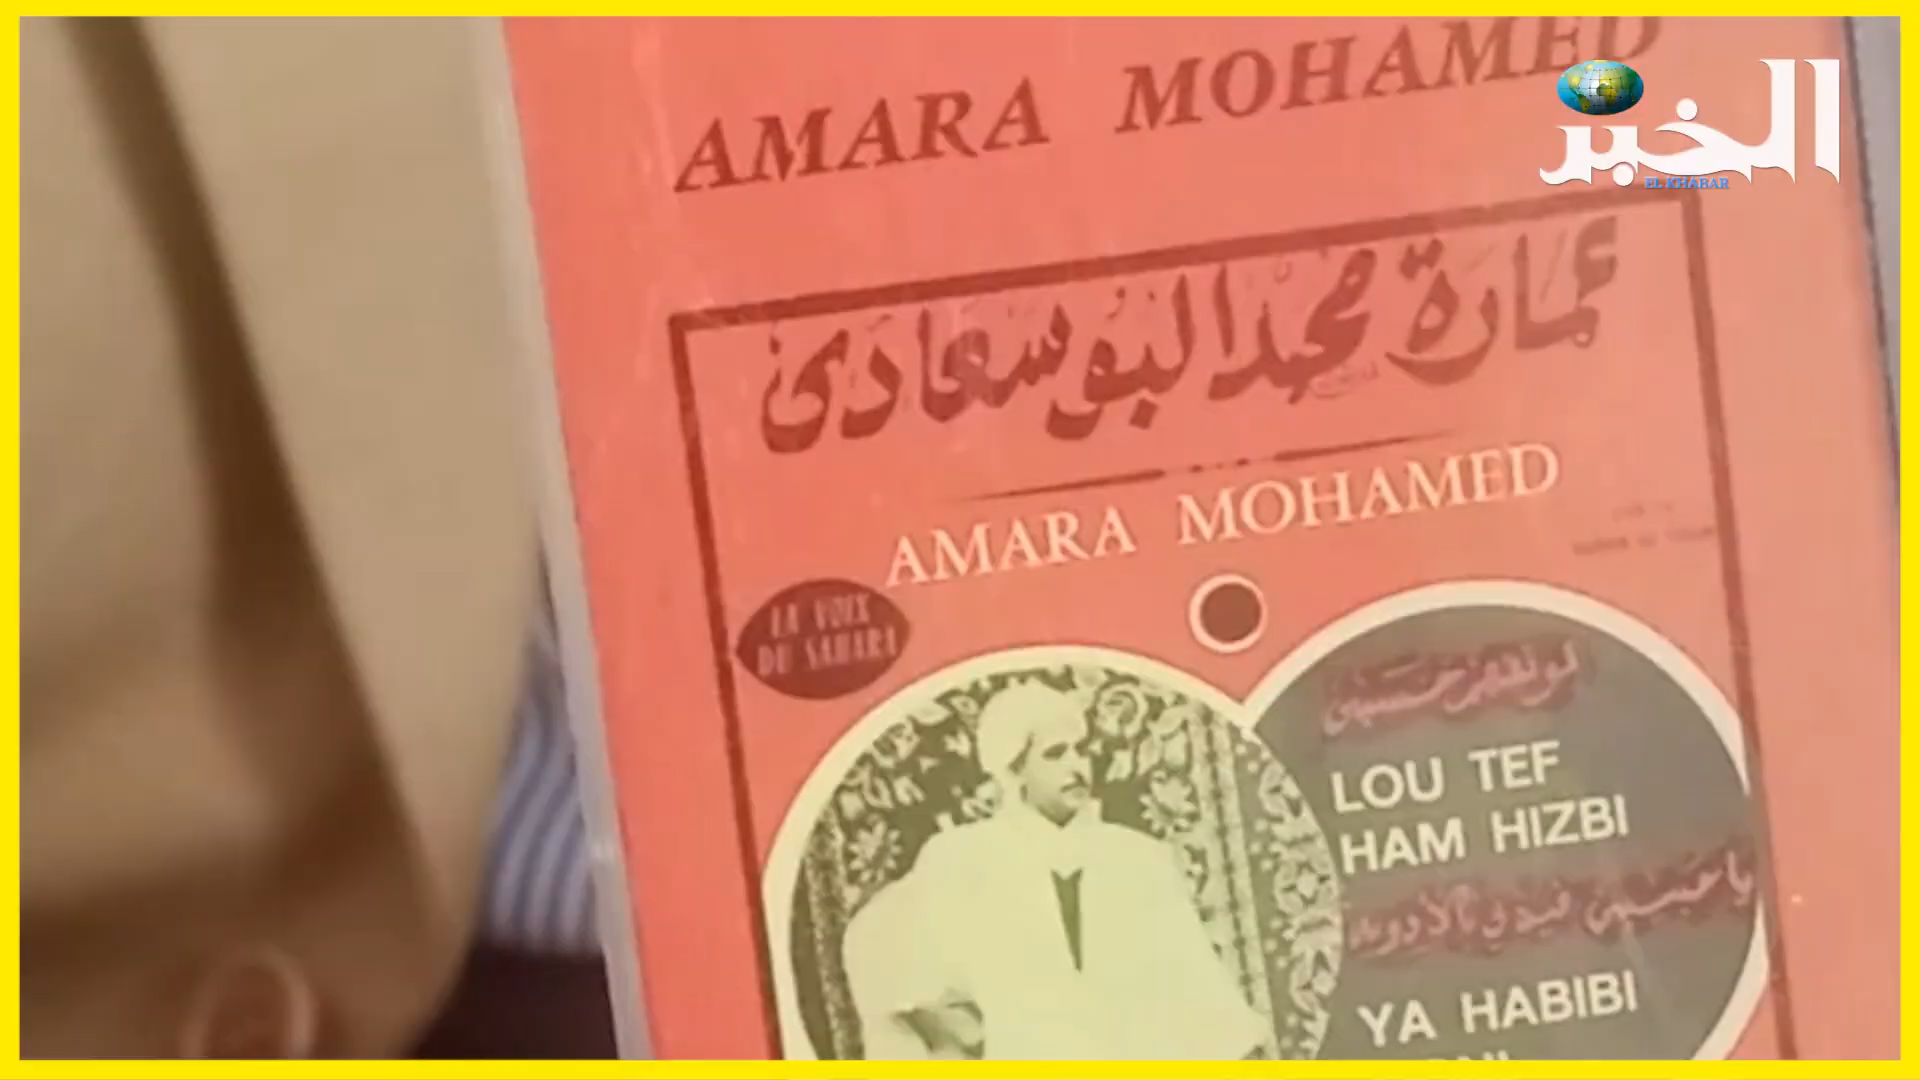 AMARA MOHAMED
الخبر
EL KHABAR
عمارة محمد البوسعادي
AMARA MOHAMED
LA VOIX
DU SAHARA
LOU TEF
HAM HIZBI
YA HABIBI